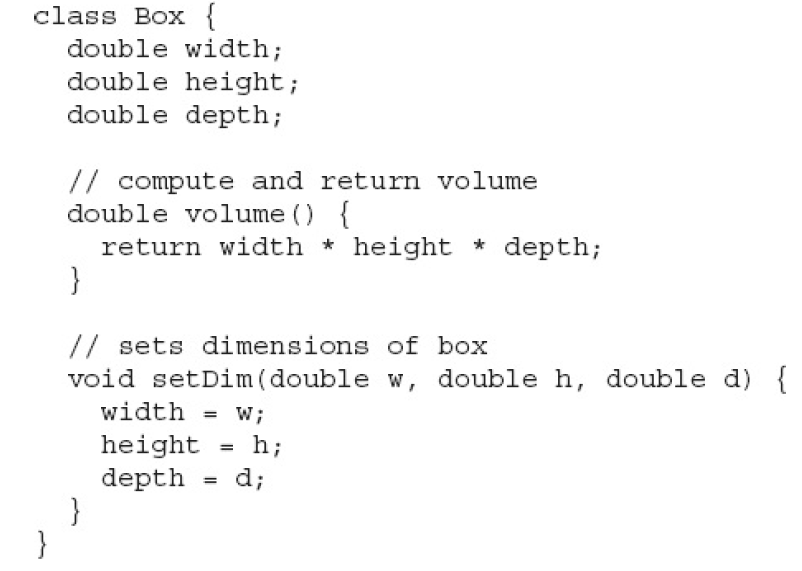 class Box {
  double width;
  double height;
  double depth;

  // compute and return volume
  double volume() {
    return width * height * depth;
  }

  // sets dimensions of box
  void setDim(double w, double h, double d) {
    width = w;
    height = h;
    depth = d;
  }
}